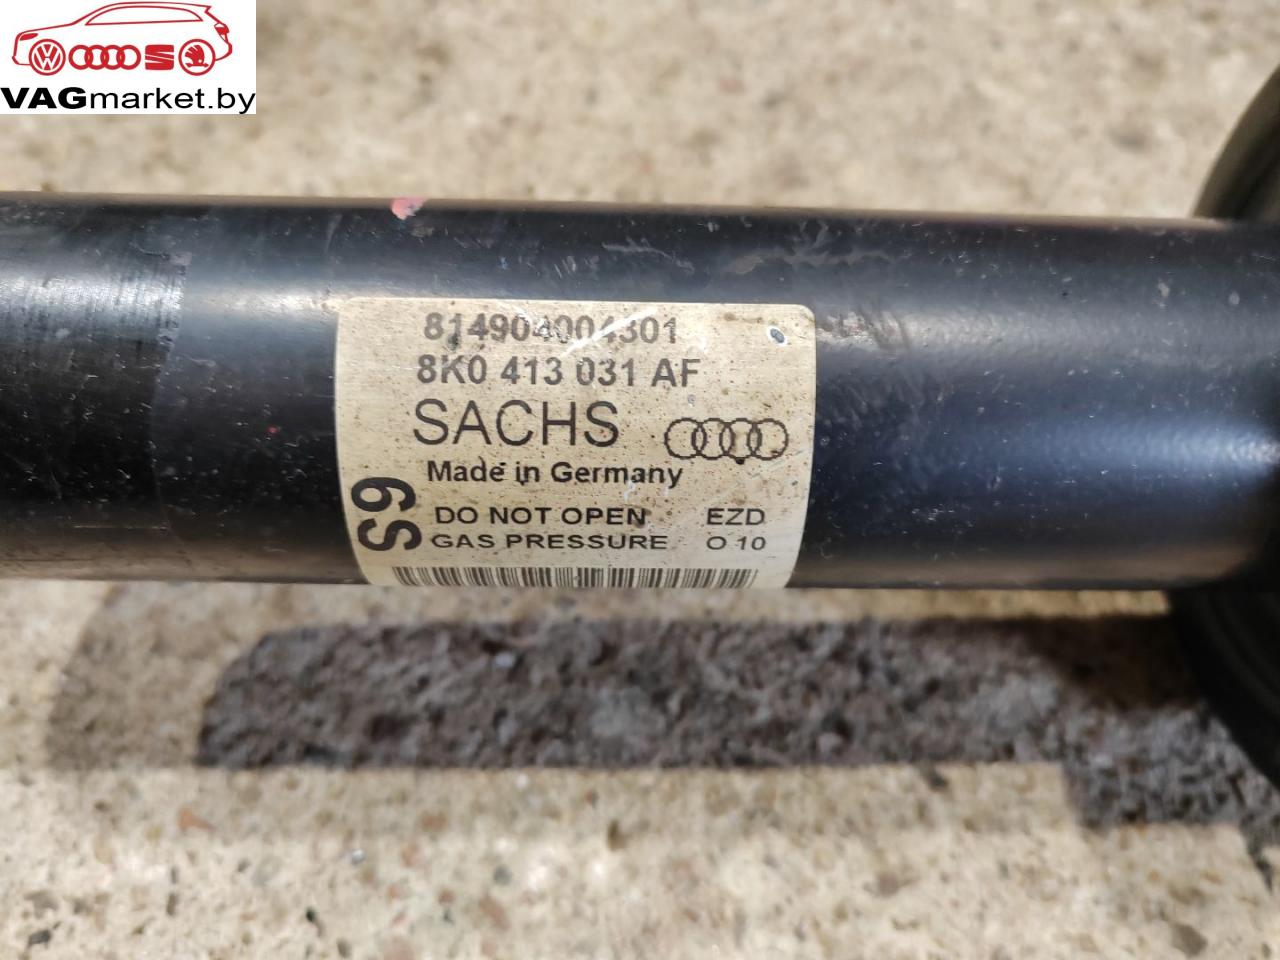 VAGmarket.by
814904004301
8K0 413 031 AF
SACHS
Made in Germany
S9
DO NOT OPEN EZD
GAS PRESSURE O 10